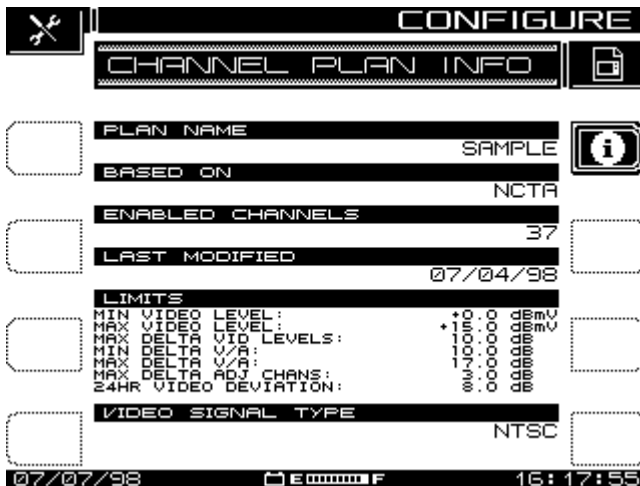 CONFIGURE
CHANNEL PLAN INFO
PLAN NAME
SAMPLE
BASED ON
NCTA
ENABLED CHANNELS
37
LAST MODIFIED
07/04/98
LIMITS
MIN VIDEO LEVEL: +0.0 dBmV
MAX VIDEO LEVEL: +15.0 dBmV
MAX DELTA VID LEVELS: 10.0 dB
MIN DELTA V/A: 10.0 dB
MAX DELTA V/A: 17.0 dB
MAX DELTA ADJ CHANS: 3.0 dB
24HR VIDEO DEVIATION: 8.0 dB
VIDEO SIGNAL TYPE
NTSC
07/07/98 E F 16:17:55